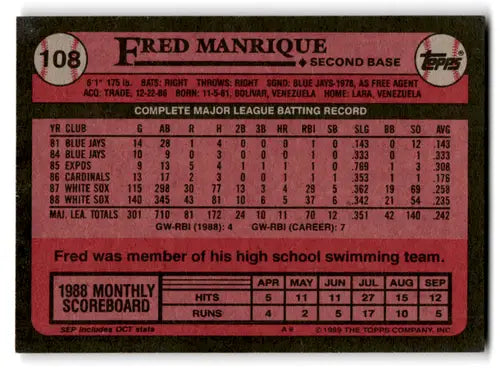 108
FRED MANRIQUE
SECOND BASE
TOPPS
6'1" 175 lb. BATS: RIGHT THROWS: RIGHT SGND: BLUE JAYS-1978, AS FREE AGENT
ACQ: TRADE, 12-22-86 BORN: 11-5-61, BOLIVAR, VENEZUELA HOME: LARA, VENEZUELA
COMPLETE MAJOR LEAGUE BATTING RECORD
YR CLUB G AB R H 2B 3B HR RBI SB SLG BB SO AVG
81 BLUE JAYS 14 28 1 4 0 0 0 1 0 .143 0 12 .143
84 BLUE JAYS 10 9 0 3 0 0 0 1 0 .333 0 1 .333
85 EXPOS 9 13 5 4 1 1 1 1 0 .769 1 3 .308
86 CARDINALS 13 17 2 3 0 0 1 1 1 .353 1 1 .176
87 WHITE SOX 115 298 30 77 13 3 4 29 5 .362 19 69 .258
88 WHITE SOX 140 345 43 81 10 6 5 37 6 .342 21 54 .235
MAJ. LEA. TOTALS 301 710 81 172 24 10 11 70 12 .351 42 140 .242
GW-RBI (1988): 4 GW-RBI (CAREER): 7
Fred was member of his high school swimming team.
1988 MONTHLY SCOREBOARD
APR MAY JUN JUL AUG SEP
HITS 5 11 11 27 15 12
RUNS 4 2 5 17 10 5
SEP includes OCT stats
© 1989 THE TOPPS COMPANY, INC.